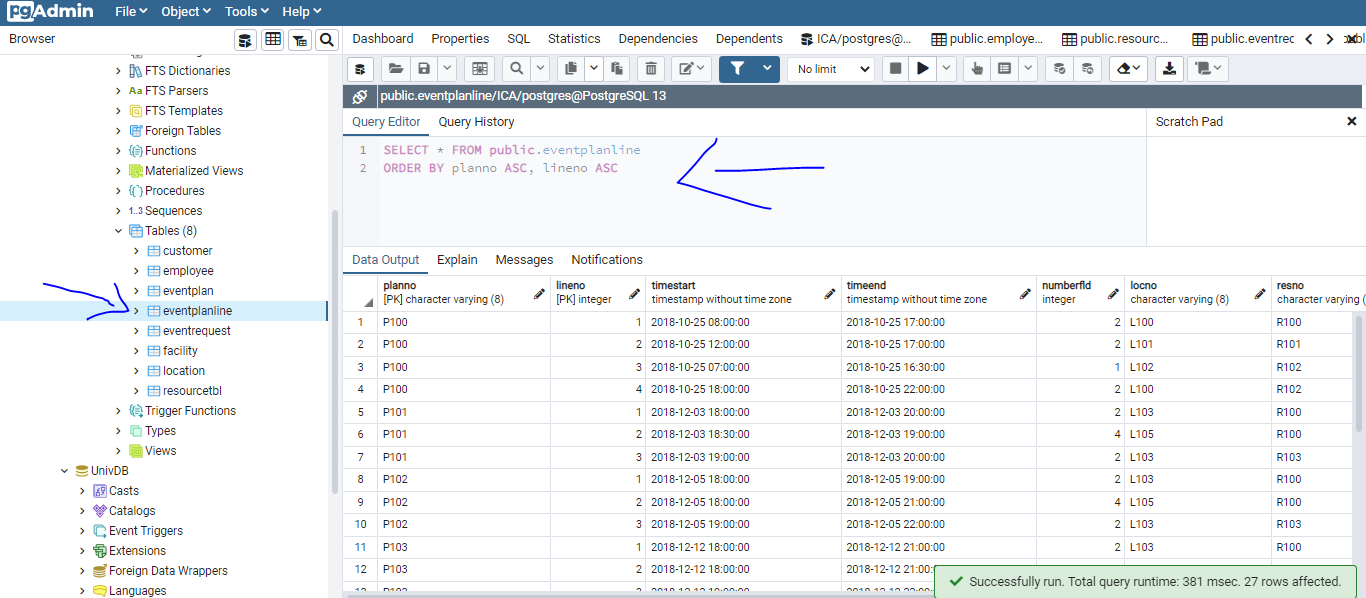 pgAdmin File Object Tools Help
Browser
Dashboard Properties SQL Statistics Dependencies Dependents ICA/postgres@... public.employe... public.resourc... public.eventrec
FTS Dictionaries
Aa FTS Parsers
FTS Templates
Foreign Tables
Functions
Materialized Views
Procedures
1..3 Sequences
Tables (8)
customer
employee
eventplan
eventplanline
eventrequest
facility
location
resourcetbl
Trigger Functions
Types
Views
UnivDB
Casts
Catalogs
Event Triggers
Extensions
Foreign Data Wrappers
Languages
No limit
public.eventplanline/ICA/postgres@PostgreSQL 13
Query Editor Query History
Scratch Pad
1 SELECT * FROM public.eventplanline
2 ORDER BY planno ASC, lineno ASC
Data Output Explain Messages Notifications
planno lineno timestart timeend numberfld locno resno
[PK] character varying (8) [PK] integer timestamp without time zone timestamp without time zone integer character varying (8) character varying (
1 P100 1 2018-10-25 08:00:00 2018-10-25 17:00:00 2 L100 R100
2 P100 2 2018-10-25 12:00:00 2018-10-25 17:00:00 2 L101 R101
3 P100 3 2018-10-25 07:00:00 2018-10-25 16:30:00 1 L102 R102
4 P100 4 2018-10-25 18:00:00 2018-10-25 22:00:00 2 L100 R102
5 P101 1 2018-12-03 18:00:00 2018-12-03 20:00:00 2 L103 R100
6 P101 2 2018-12-03 18:30:00 2018-12-03 19:00:00 4 L105 R100
7 P101 3 2018-12-03 19:00:00 2018-12-03 20:00:00 2 L103 R103
8 P102 1 2018-12-05 18:00:00 2018-12-05 19:00:00 2 L103 R100
9 P102 2 2018-12-05 18:00:00 2018-12-05 21:00:00 4 L105 R100
10 P102 3 2018-12-05 19:00:00 2018-12-05 22:00:00 2 L103 R103
11 P103 1 2018-12-12 18:00:00 2018-12-12 21:00:00 2 L103 R100
12 P103 2 2018-12-12 18:00:00 2018-12-12 21:00:
Successfully run. Total query runtime: 381 msec. 27 rows affected.